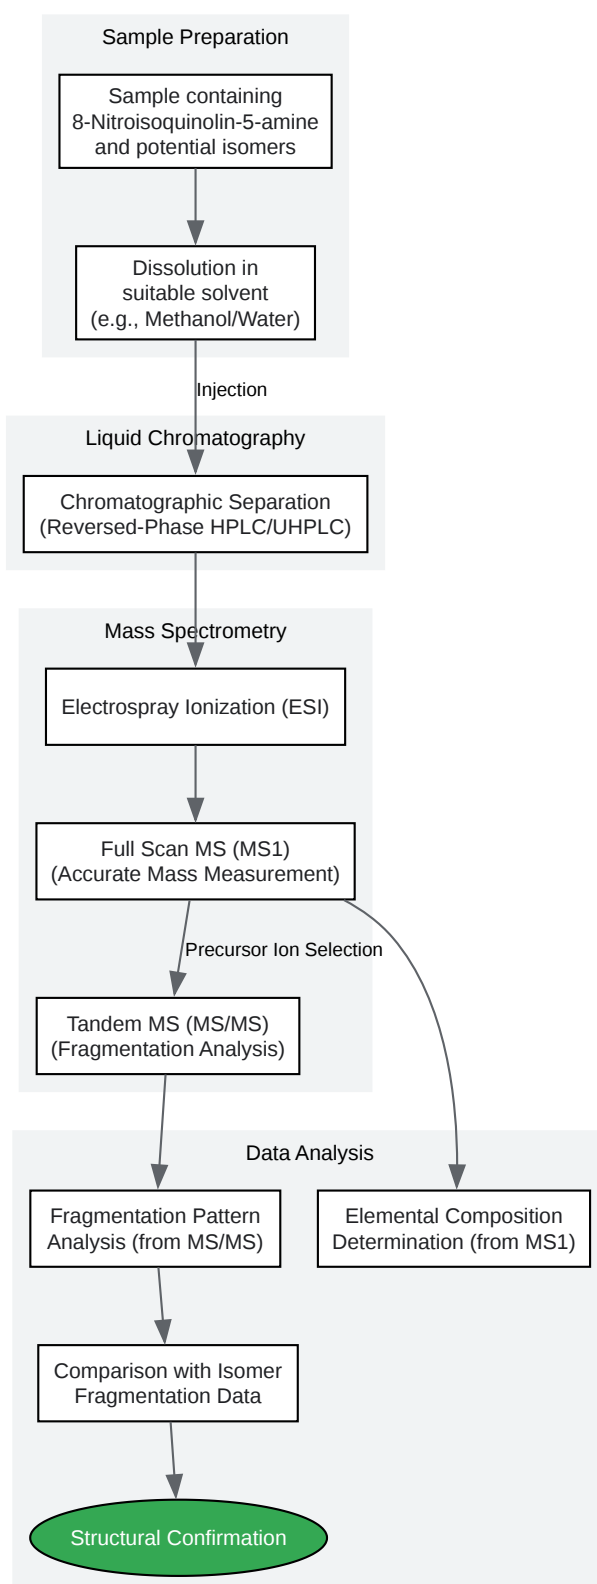 Sample Preparation
Sample containing
8-Nitroisoquinolin-5-amine
and potential isomers
Dissolution in
suitable solvent
(e.g., Methanol/Water)
Injection
Liquid Chromatography
Chromatographic Separation
(Reversed-Phase HPLC/UHPLC)
Mass Spectrometry
Electrospray Ionization (ESI)
Full Scan MS (MS1)
(Accurate Mass Measurement)
Precursor Ion Selection
Tandem MS (MS/MS)
(Fragmentation Analysis)
Data Analysis
Fragmentation Pattern
Analysis (from MS/MS)
Elemental Composition
Determination (from MS1)
Comparison with Isomer
Fragmentation Data
Structural Confirmation